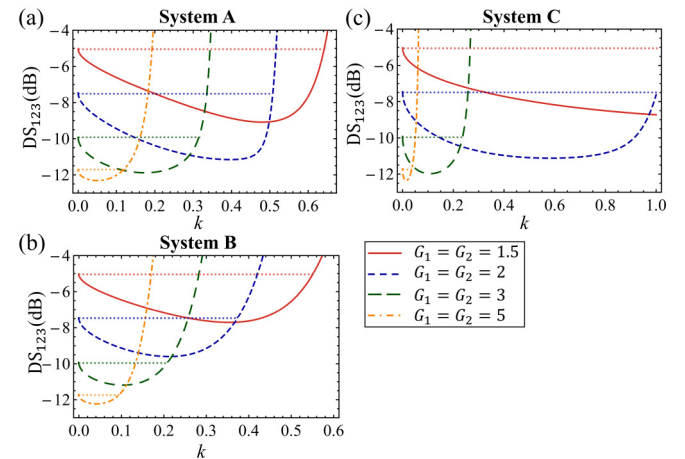 (a)
System A
DS123(dB)
-4
-6
-8
-10
-12
0.0 0.1 0.2 0.3 0.4 0.5 0.6
k
(c)
System C
DS123(dB)
-4
-6
-8
-10
-12
0.0 0.2 0.4 0.6 0.8 1.0
k
(b)
System B
DS123(dB)
-4
-6
-8
-10
-12
0.0 0.1 0.2 0.3 0.4 0.5 0.6
k
G1 = G2 = 1.5
G1 = G2 = 2
G1 = G2 = 3
G1 = G2 = 5